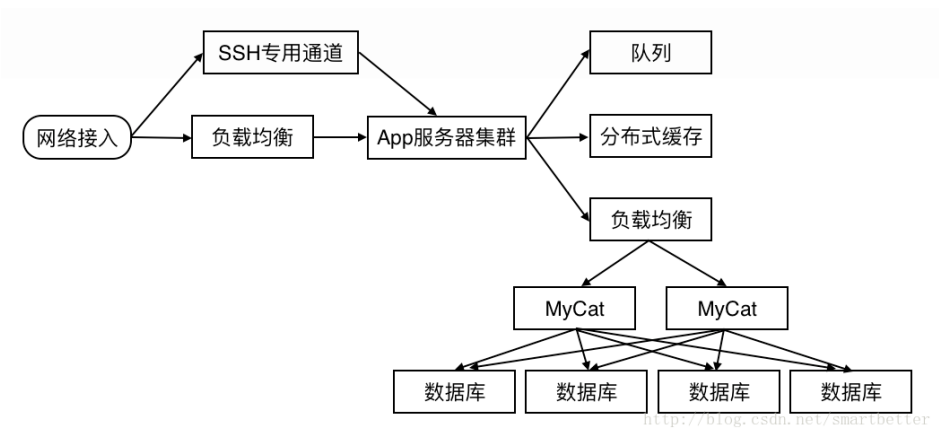 SSH专用通道
队列
网络接入
负载均衡
App服务器集群
分布式缓存
负载均衡
MyCat
MyCat
数据库
数据库
数据库
数据库
http://blog.csdn.net/smartbetter